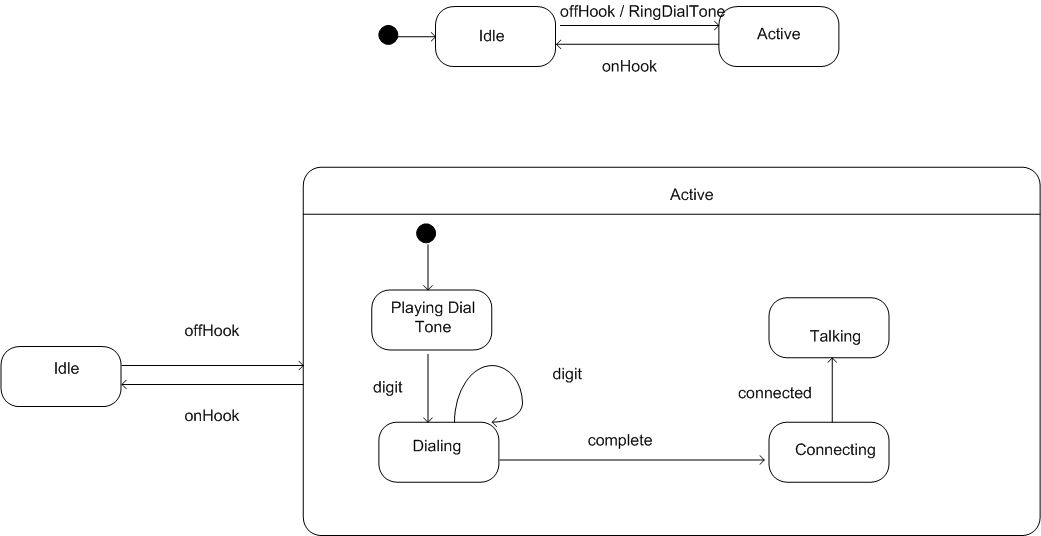 offHook / RingDialTone
Idle
Active
onHook
Active
Playing Dial
Tone
offHook
Talking
Idle
digit
digit
connected
onHook
Dialing
complete
Connecting